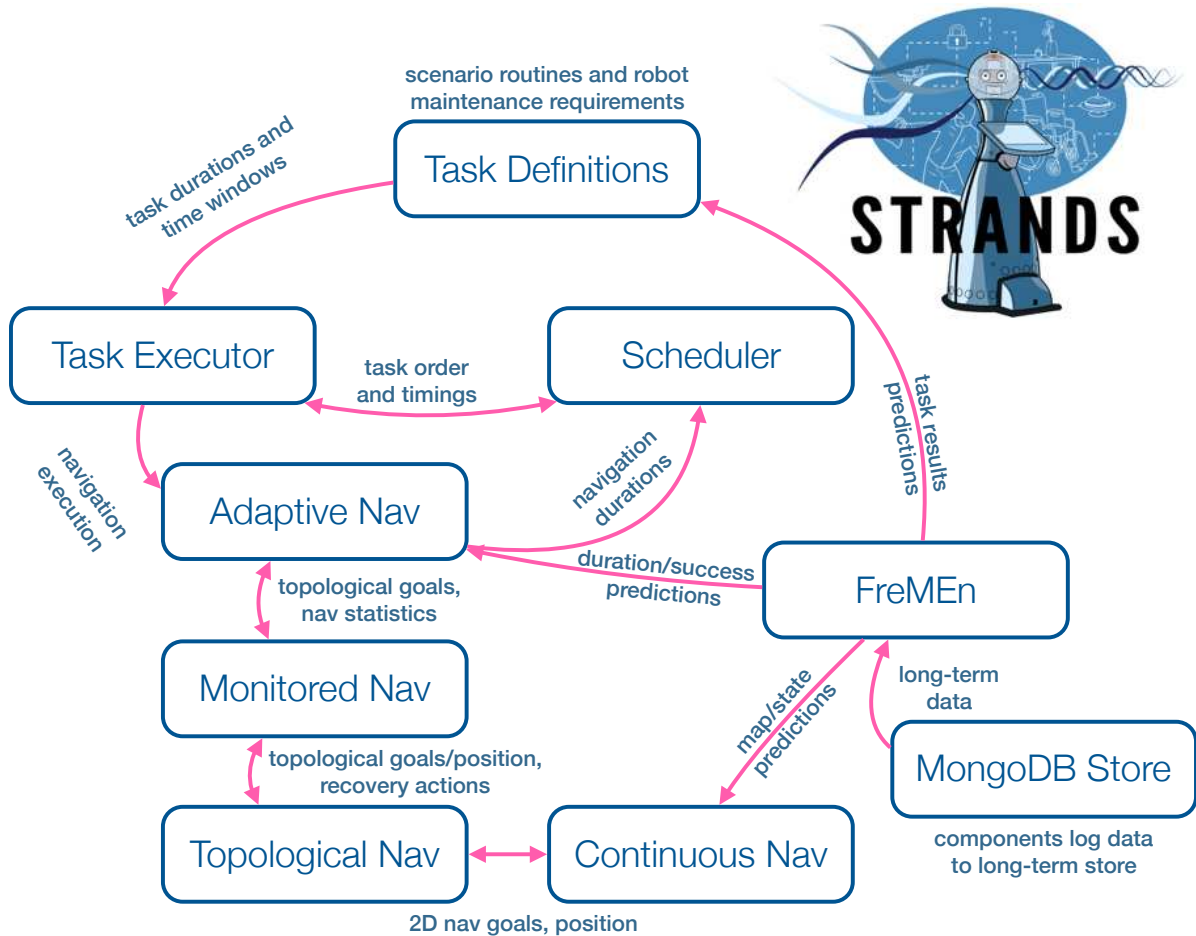 scenario routines and robot
maintenance requirements
Task Definitions
STRANDS
task durations and
time windows
Task Executor
task order
and timings
Scheduler
task results
predictions
navigation
execution
Adaptive Nav
navigation
durations
duration/success
predictions
FreMEn
topological goals,
nav statistics
Monitored Nav
map/state
predictions
long-term
data
topological goals/position,
recovery actions
MongoDB Store
Topological Nav
Continuous Nav
components log data
to long-term store
2D nav goals, position